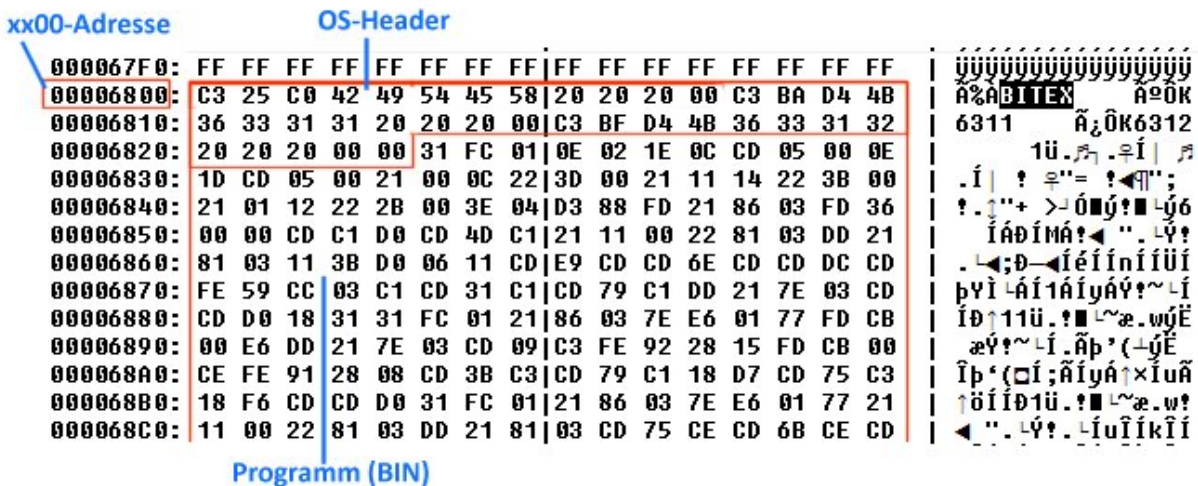 xx00-Adresse
OS-Header
000067F0: FF FF FF FF FF FF FF FF|FF FF FF FF FF FF FF FF | ÿÿÿÿÿÿÿÿÿÿÿÿÿÿÿÿ
00006800: C3 25 C0 42 49 54 45 58|20 20 20 00 C3 BA D4 4B | Ã%ÀBITEX ÃºÔK
00006810: 36 33 31 31 20 20 20 00|C3 BF D4 4B 36 33 31 32 | 6311 Ã¿ÔK6312
00006820: 20 20 20 00 00 31 FC 01|0E 02 1E 0C CD 05 00 0E
00006830: 1D CD 05 00 21 00 0C 22|3D 00 21 11 14 22 3B 00
00006840: 21 01 12 22 2B 00 3E 04|D3 88 FD 21 86 03 FD 36
00006850: 00 00 CD C1 D0 CD 4D C1|21 11 00 22 81 03 DD 21
00006860: 81 03 11 3B D0 06 11 CD|E9 CD CD 6E CD CD DC CD
00006870: FE 59 CC 03 C1 CD 31 C1|CD 79 C1 DD 21 7E 03 CD
00006880: CD D0 18 31 31 FC 01 21|86 03 7E E6 01 77 FD CB
00006890: 00 E6 DD 21 7E 03 CD 09|C3 FE 92 28 15 FD CB 00
000068A0: CE FE 91 28 08 CD 3B C3|CD 79 C1 18 D7 CD 75 C3
000068B0: 18 F6 CD CD D0 31 FC 01|21 86 03 7E E6 01 77 21
000068C0: 11 00 22 81 03 DD 21 81|03 CD 75 CE CD 6B CE CD
Programm (BIN)